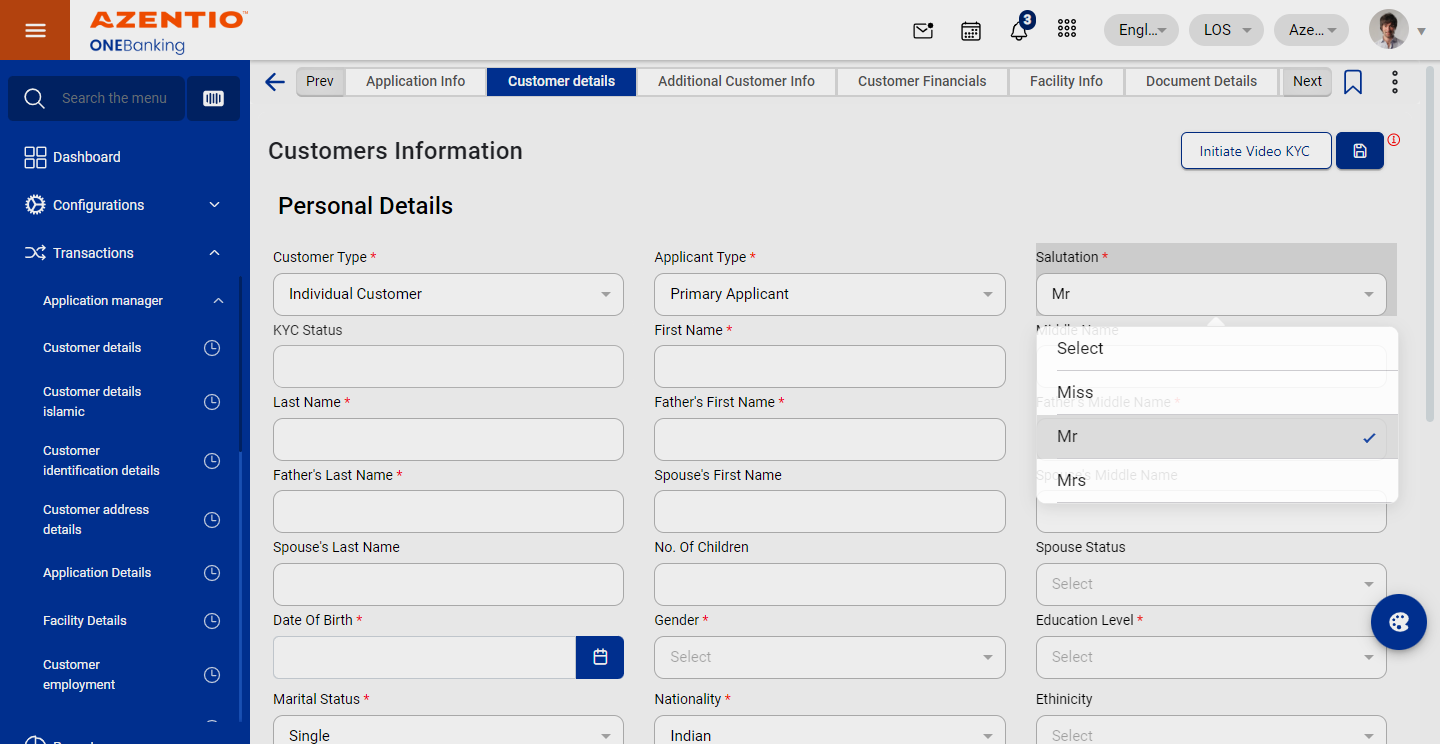 AZENTIO™
ONEBanking
3
Engl...
LOS
Aze...
Search the menu
Dashboard
Configurations
Transactions
Application manager
Customer details
Customer details
islamic
Customer
identification details
Customer address
details
Application Details
Facility Details
Customer
employment
Prev
Application Info
Customer details
Additional Customer Info
Customer Financials
Facility Info
Document Details
Next
Customers Information
Initiate Video KYC
Personal Details
Customer Type *
Applicant Type *
Salutation *
Individual Customer
Primary Applicant
Mr
KYC Status
First Name *
Middle Name
Select
Miss
Last Name *
Father's First Name *
Father's Middle Name *
Mr
Father's Last Name *
Spouse's First Name
Spouse's Middle Name
Mrs
Spouse's Last Name
No. Of Children
Spouse Status
Select
Date Of Birth *
Gender *
Education Level *
Select
Select
Marital Status *
Nationality *
Ethinicity
Single
Indian
Select